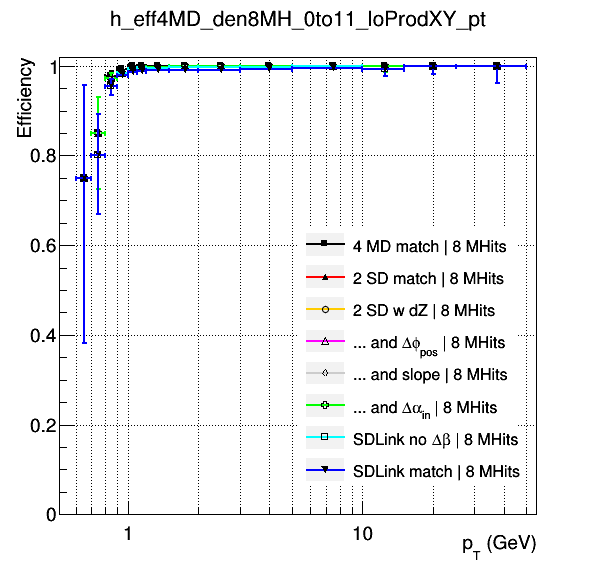 h_eff4MD_den8MH_0to11_loProdXY_pt
Efficiency
1
0.8
0.6
0.4
0.2
0
4 MD match | 8 MHits
2 SD match | 8 MHits
2 SD w dZ | 8 MHits
... and Δϕpos | 8 MHits
... and slope | 8 MHits
... and Δαin | 8 MHits
SDLink no Δβ | 8 MHits
SDLink match | 8 MHits
1
10
pT (GeV)